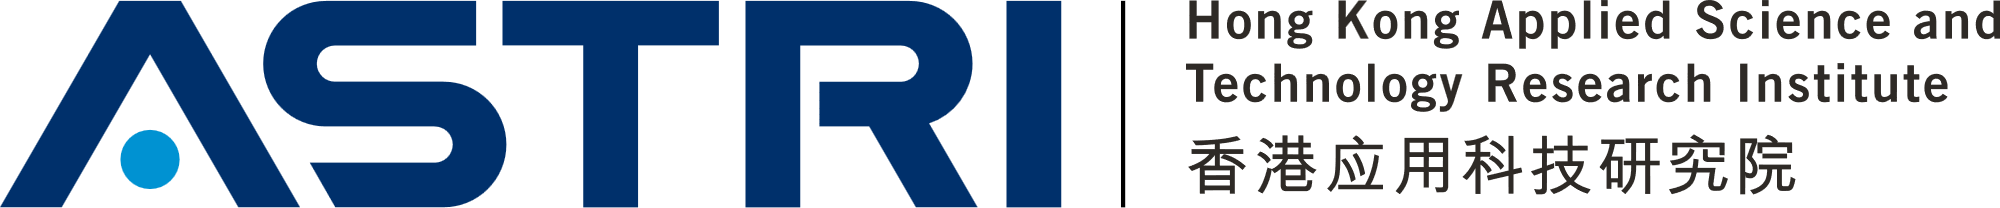 ASTRI
Hong Kong Applied Science and
Technology Research Institute
香港应用科技研究院